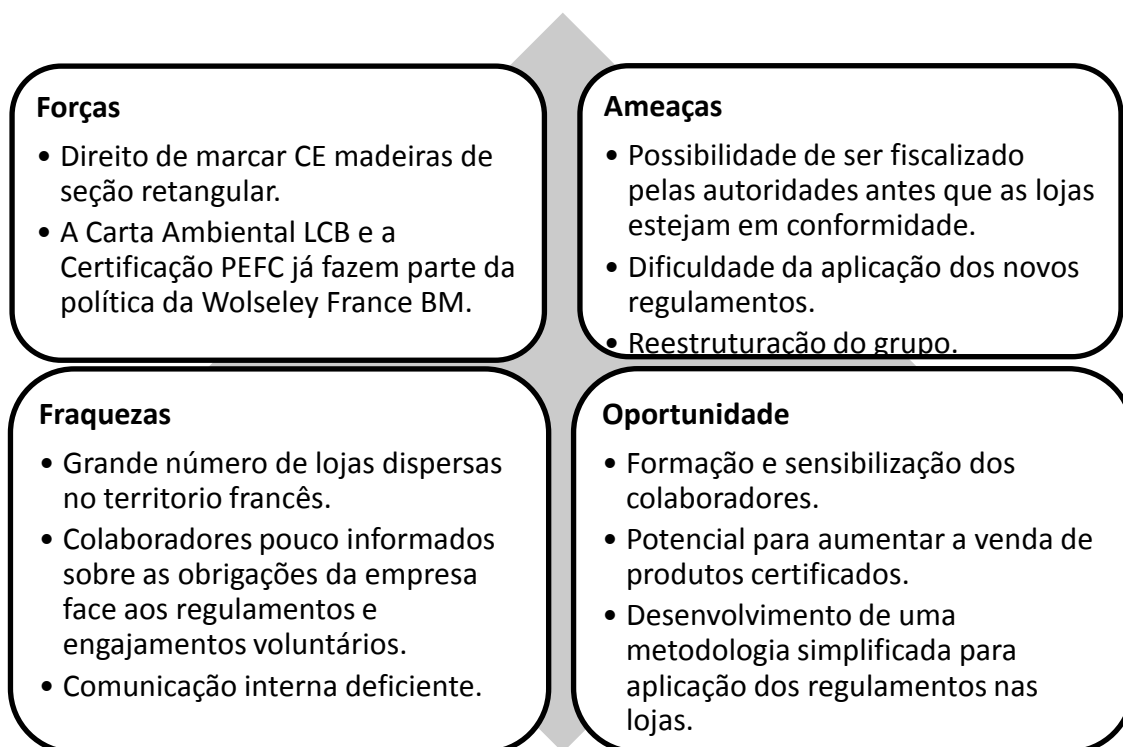 Forças
• Direito de marcar CE madeiras de
seção retangular.
• A Carta Ambiental LCB e a
Certificação PEFC já fazem parte da
política da Wolseley France BM.
Ameaças
• Possibilidade de ser fiscalizado
pelas autoridades antes que as lojas
estejam em conformidade.
• Dificuldade da aplicação dos novos
regulamentos.
• Reestruturação do grupo.
Fraquezas
• Grande número de lojas dispersas
no territorio francês.
• Colaboradores pouco informados
sobre as obrigações da empresa
face aos regulamentos e
engajamentos voluntários.
• Comunicação interna deficiente.
Oportunidade
• Formação e sensibilização dos
colaboradores.
• Potencial para aumentar a venda de
produtos certificados.
• Desenvolvimento de uma
metodologia simplificada para
aplicação dos regulamentos nas
lojas.